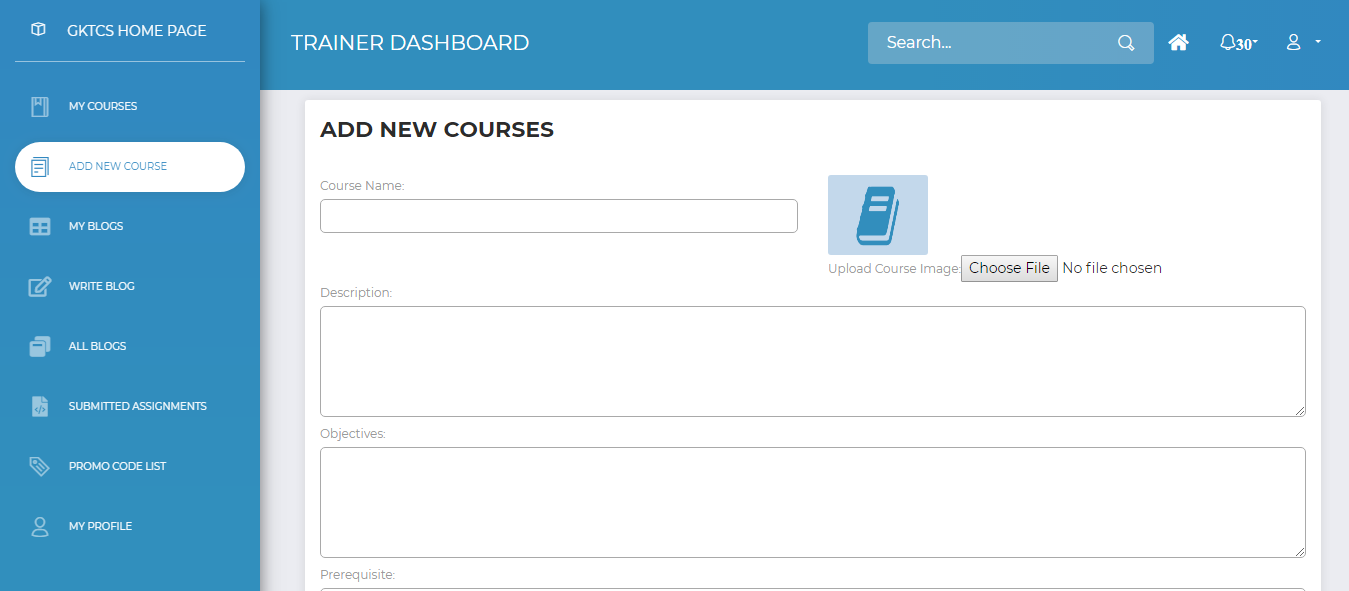 GKTCS HOME PAGE
MY COURSES
ADD NEW COURSE
MY BLOGS
WRITE BLOG
ALL BLOGS
SUBMITTED ASSIGNMENTS
PROMO CODE LIST
MY PROFILE
TRAINER DASHBOARD
Search...
30
ADD NEW COURSES
Course Name:
Upload Course Image: Choose File No file chosen
Description:
Objectives:
Prerequisite: